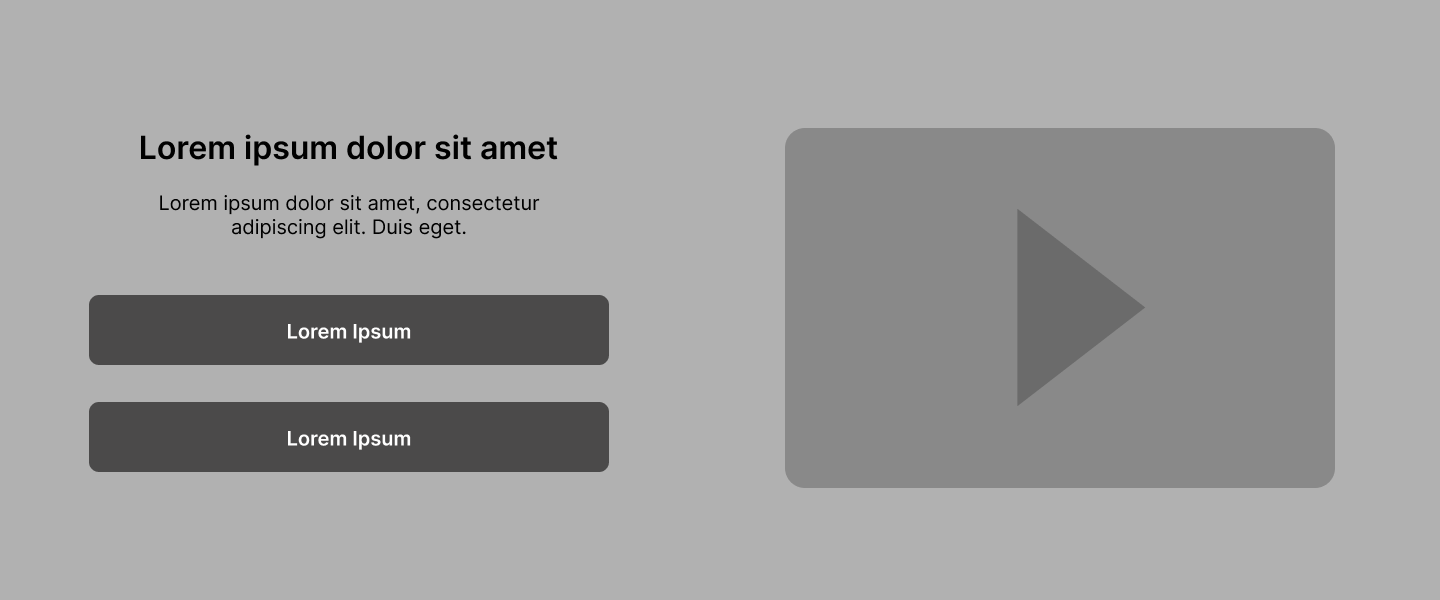 Lorem ipsum dolor sit amet
Lorem ipsum dolor sit amet, consectetur
adipiscing elit. Duis eget.
Lorem Ipsum
Lorem Ipsum